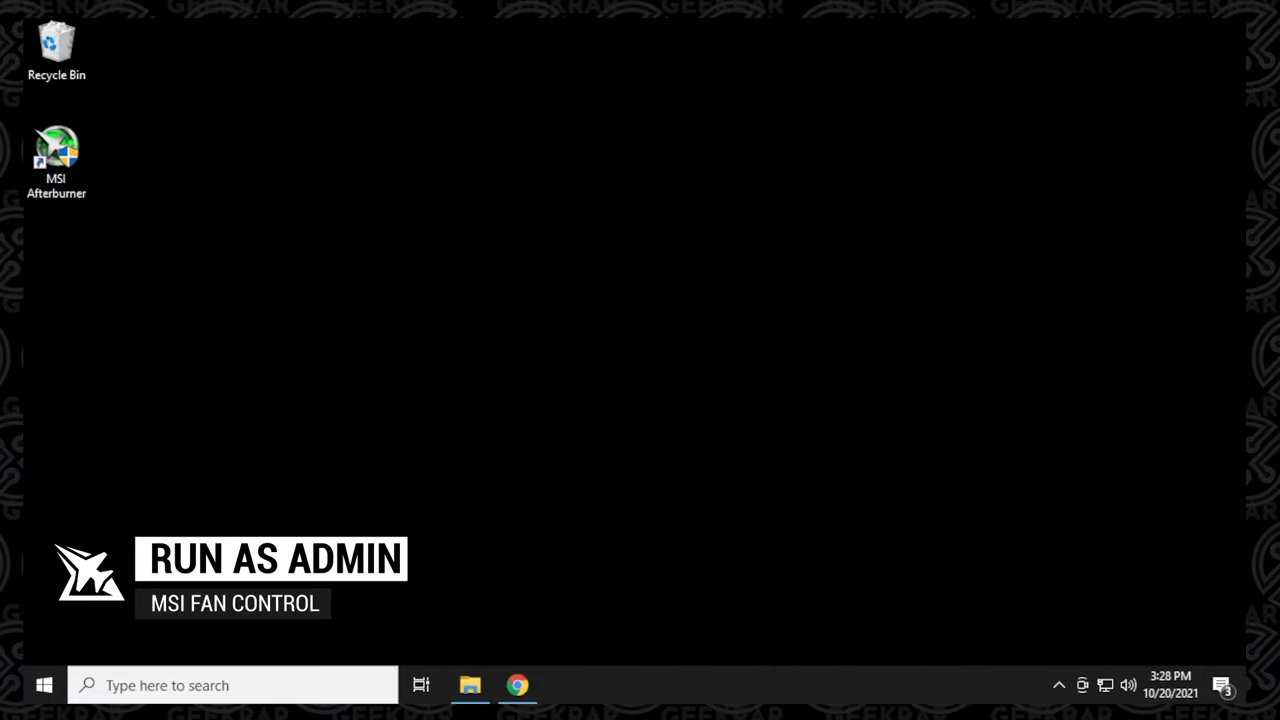 Recycle Bin
MSI
Afterburner
RUN AS ADMIN
MSI FAN CONTROL
Type here to search
3:28 PM
10/20/2021
3